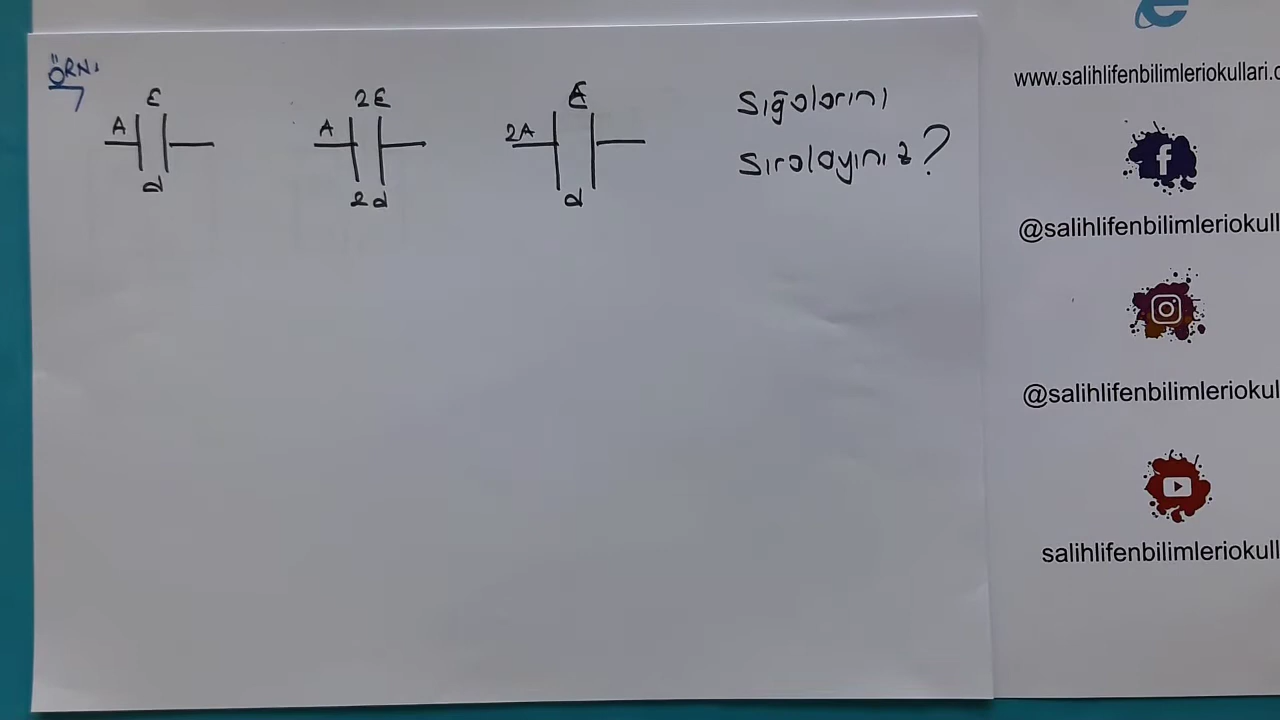 ÖRN:
ε
A
d
2ε
A
2d
ε
2A
d
Sığalarını
sıralayınız?
www.salihlifenbilimleriokullari.c
@salihlifenbilimleriokull
@salihlifenbilimleriokul
salihlifenbilimleriokull